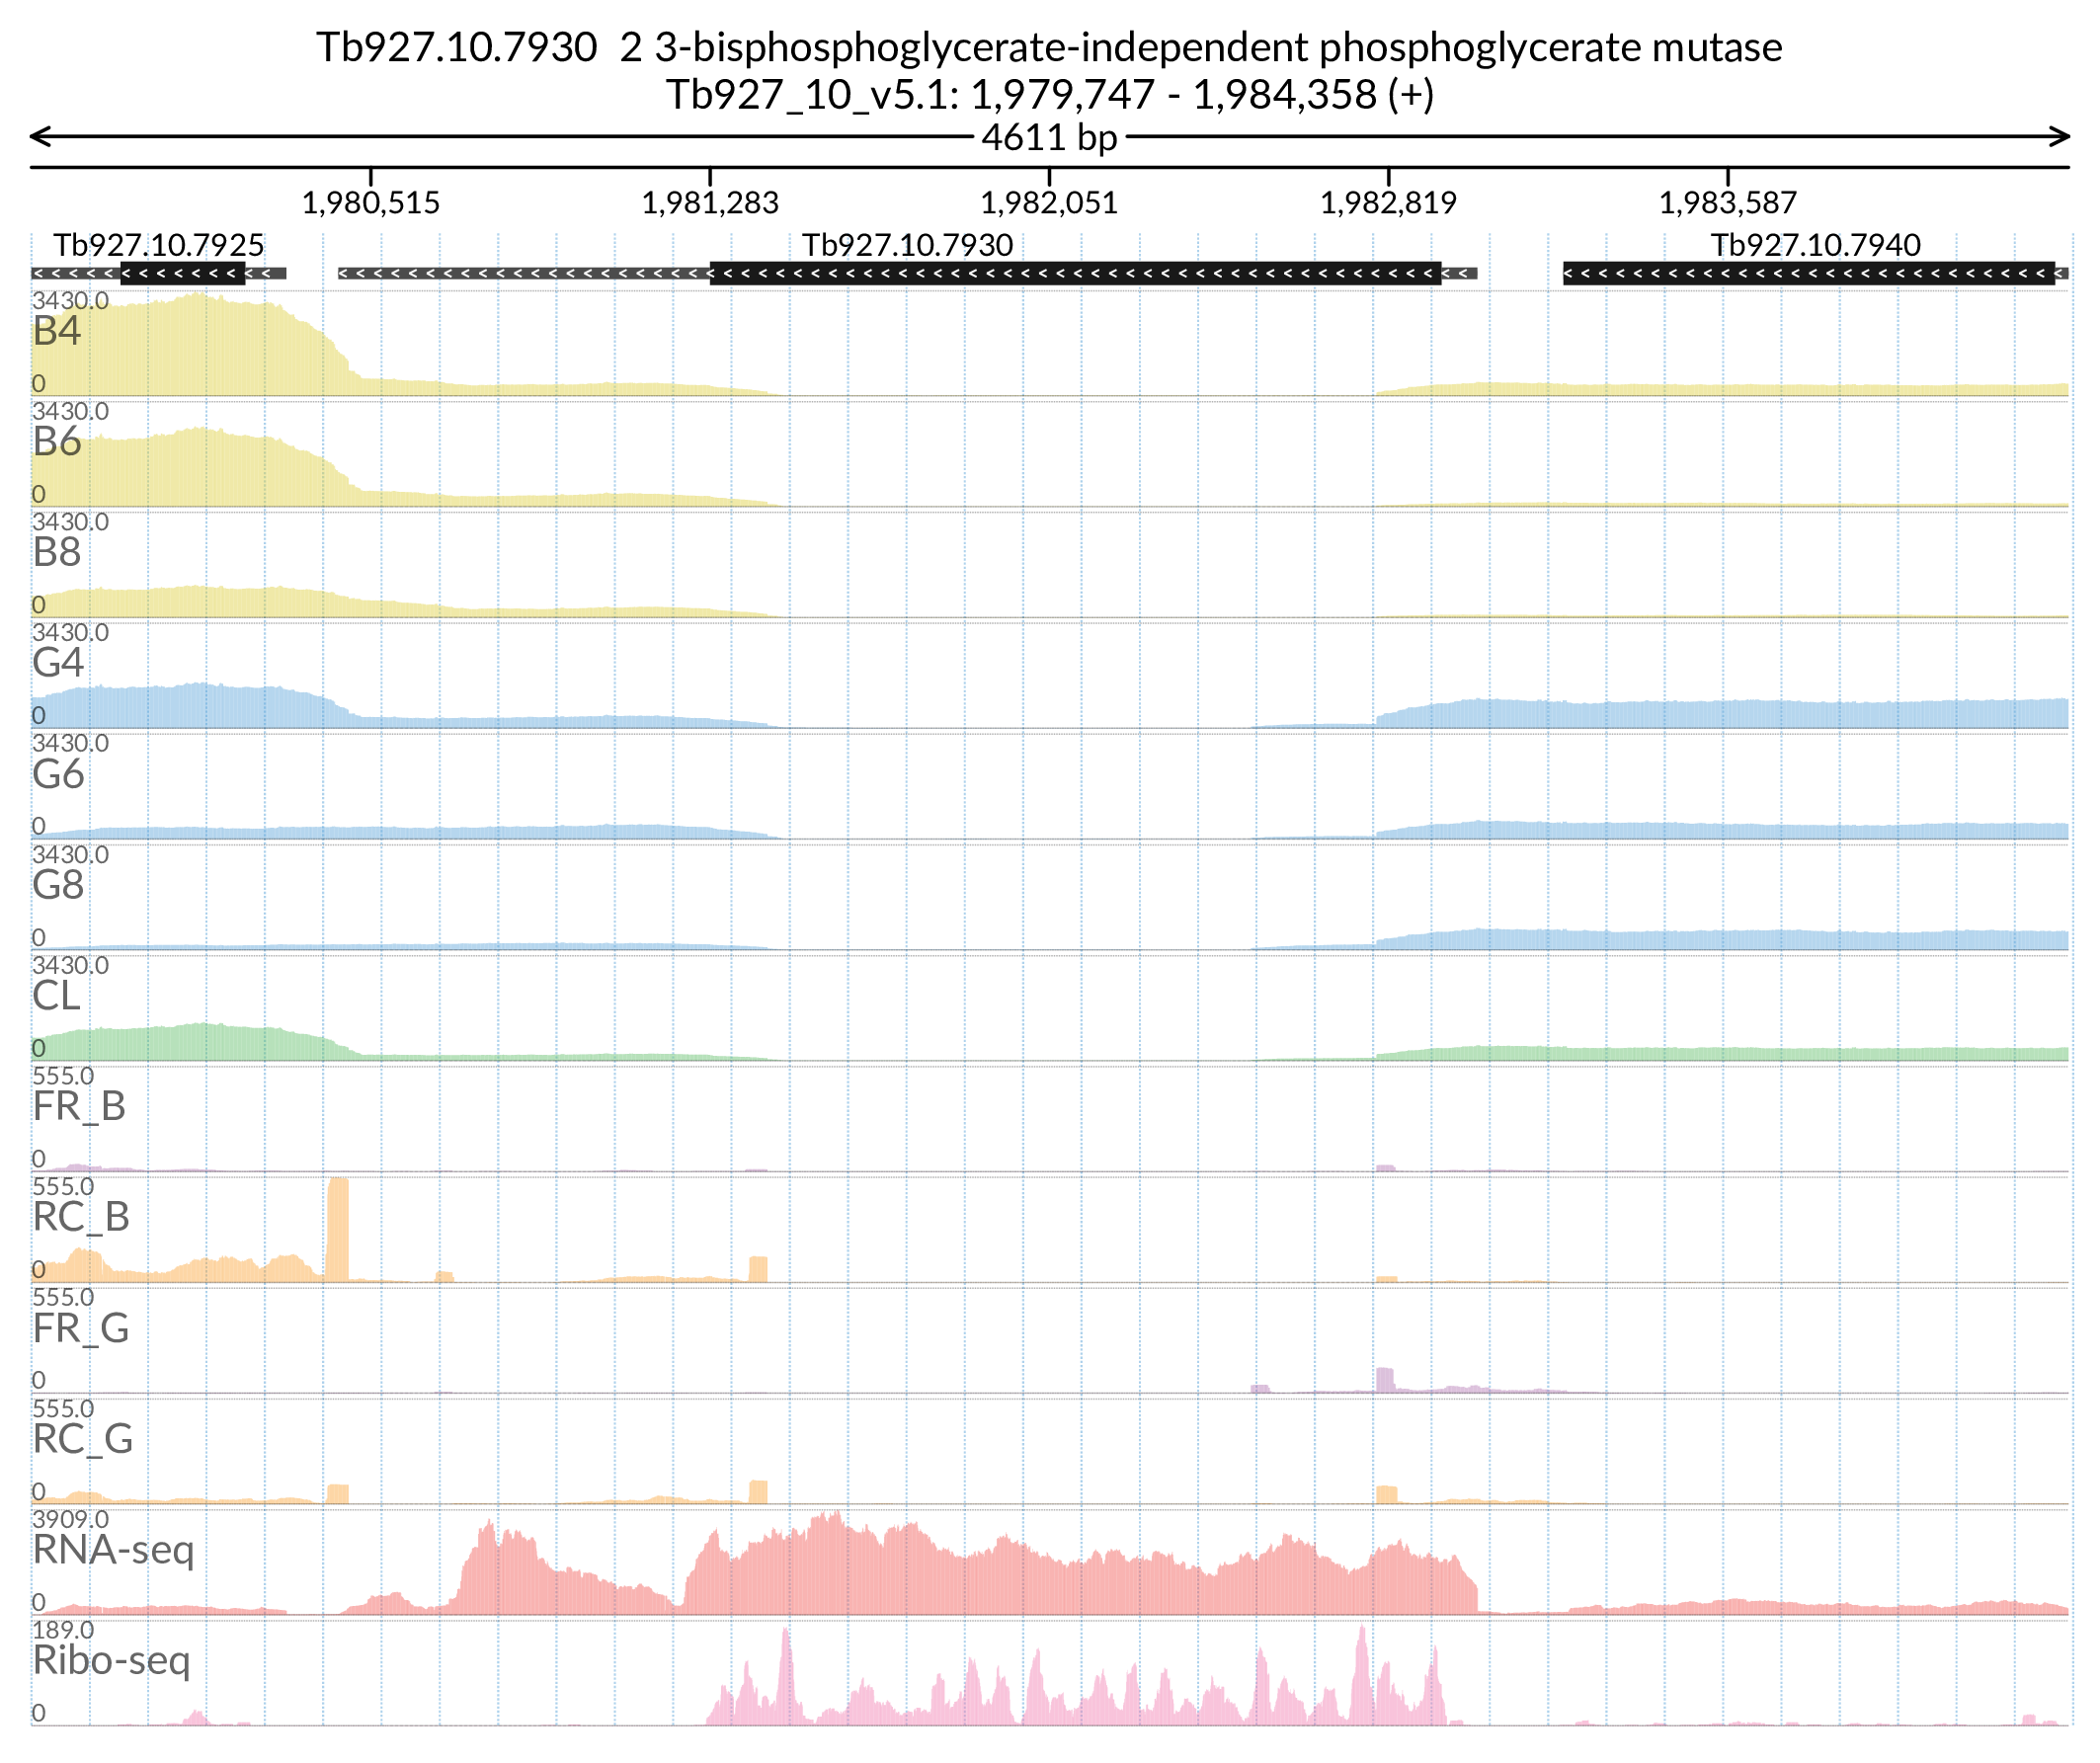 Tb927.10.7930  2 3-bisphosphoglycerate-independent phosphoglycerate mutase
Tb927_10_v5.1: 1,979,747 - 1,984,358 (+)
4611 bp
1,980,515 1,981,283 1,982,051 1,982,819 1,983,587
Tb927.10.7925 Tb927.10.7930 Tb927.10.7940
3430.0
B4
0
3430.0
B6
0
3430.0
B8
0
3430.0
G4
0
3430.0
G6
0
3430.0
G8
0
3430.0
CL
0
555.0
FR_B
0
555.0
RC_B
0
555.0
FR_G
0
555.0
RC_G
0
3909.0
RNA-seq
0
189.0
Ribo-seq
0